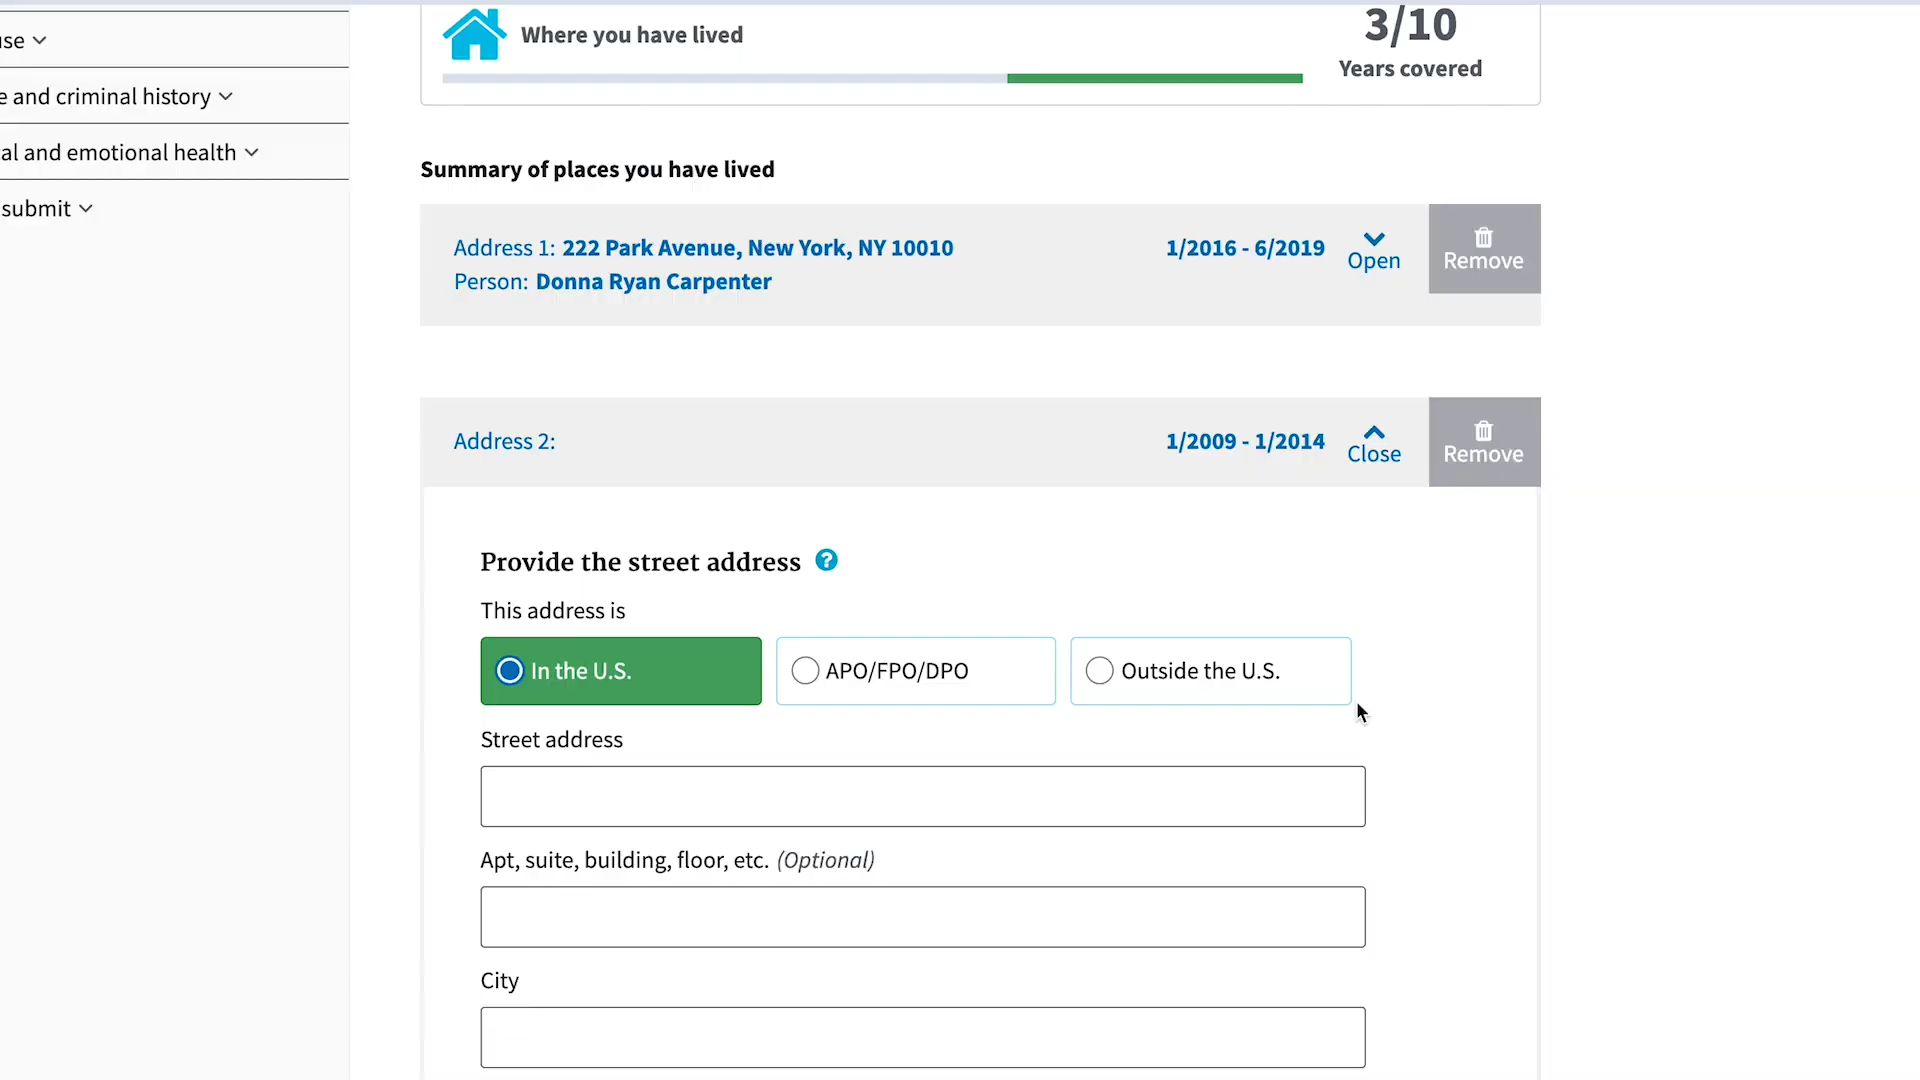 use
e and criminal history
al and emotional health
submit
Where you have lived
3/10
Years covered
Summary of places you have lived
Address 1: 222 Park Avenue, New York, NY 10010
Person: Donna Ryan Carpenter
1/2016 - 6/2019
Open
Remove
Address 2:
1/2009 - 1/2014
Close
Remove
Provide the street address ?
This address is
In the U.S.
APO/FPO/DPO
Outside the U.S.
Street address
Apt, suite, building, floor, etc. (Optional)
City